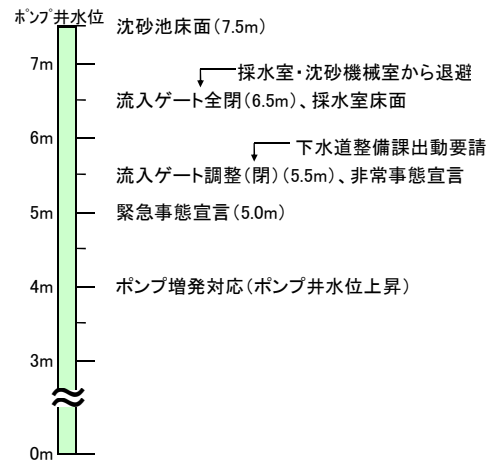 ポンプ井水位
沈砂池床面(7.5m)
7m
採水室・沈砂機械室から退避
流入ゲート全閉(6.5m)、採水室床面
6m
下水道整備課出動要請
流入ゲート調整(閉)(5.5m)、非常事態宣言
5m
緊急事態宣言(5.0m)
4m
ポンプ増発対応(ポンプ井水位上昇)
3m
0m